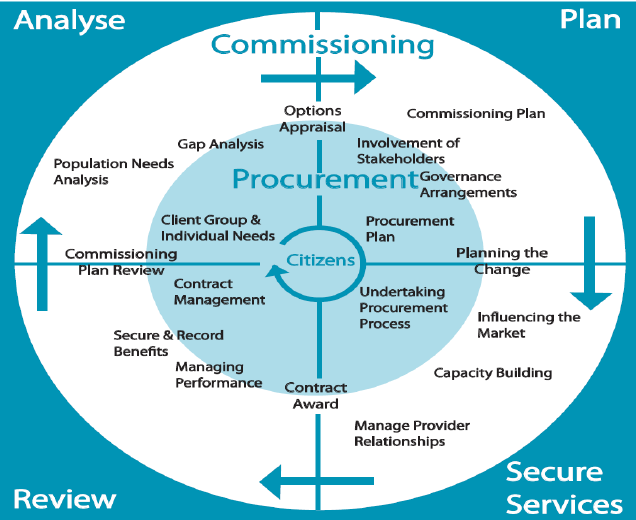 Analyse
Plan
Commissioning
Options
Appraisal
Commissioning Plan
Gap Analysis
Involvement of
Stakeholders
Population Needs
Analysis
Procurement
Governance
Arrangements
Client Group &
Individual Needs
Procurement
Plan
Commissioning
Plan Review
Citizens
Planning the
Change
Contract
Management
Undertaking
Procurement
Process
Influencing the
Market
Secure & Record
Benefits
Managing
Performance
Capacity Building
Contract
Award
Manage Provider
Relationships
Review
Secure
Services